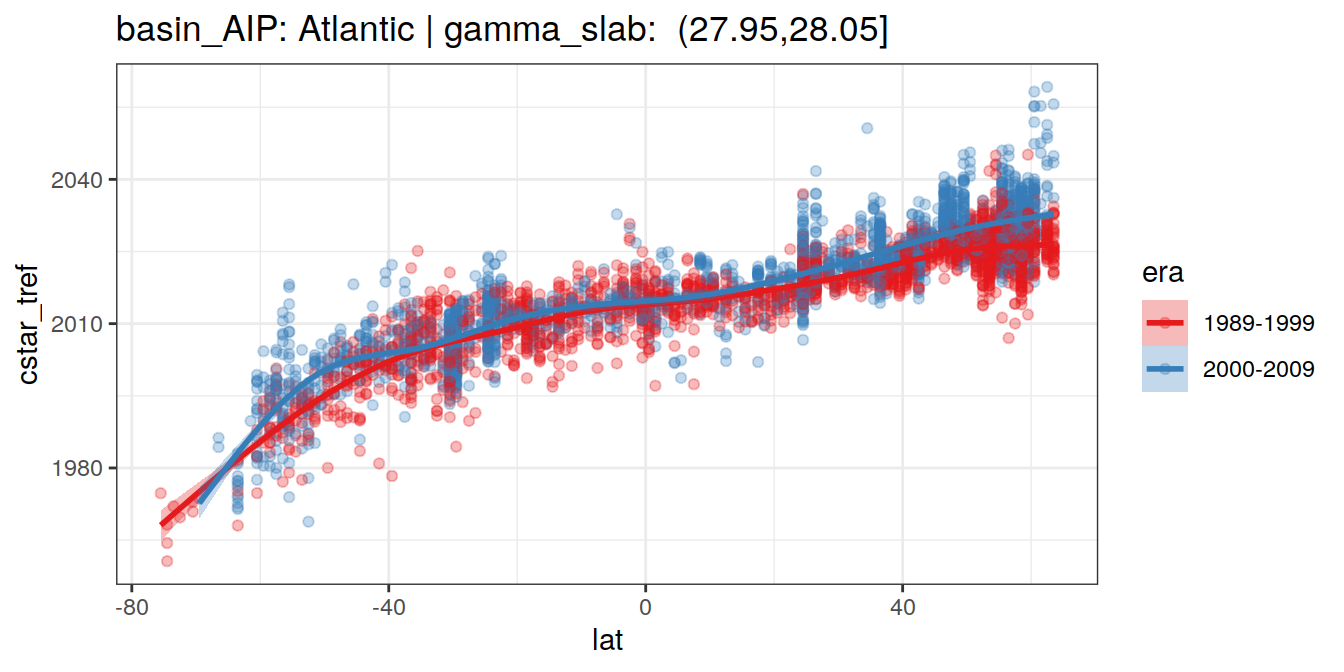 basin_AIP: Atlantic | gamma_slab:  (27.95,28.05]
cstar_tref
2040
2010
1980
-80
-40
0
40
lat
era
1989-1999
2000-2009